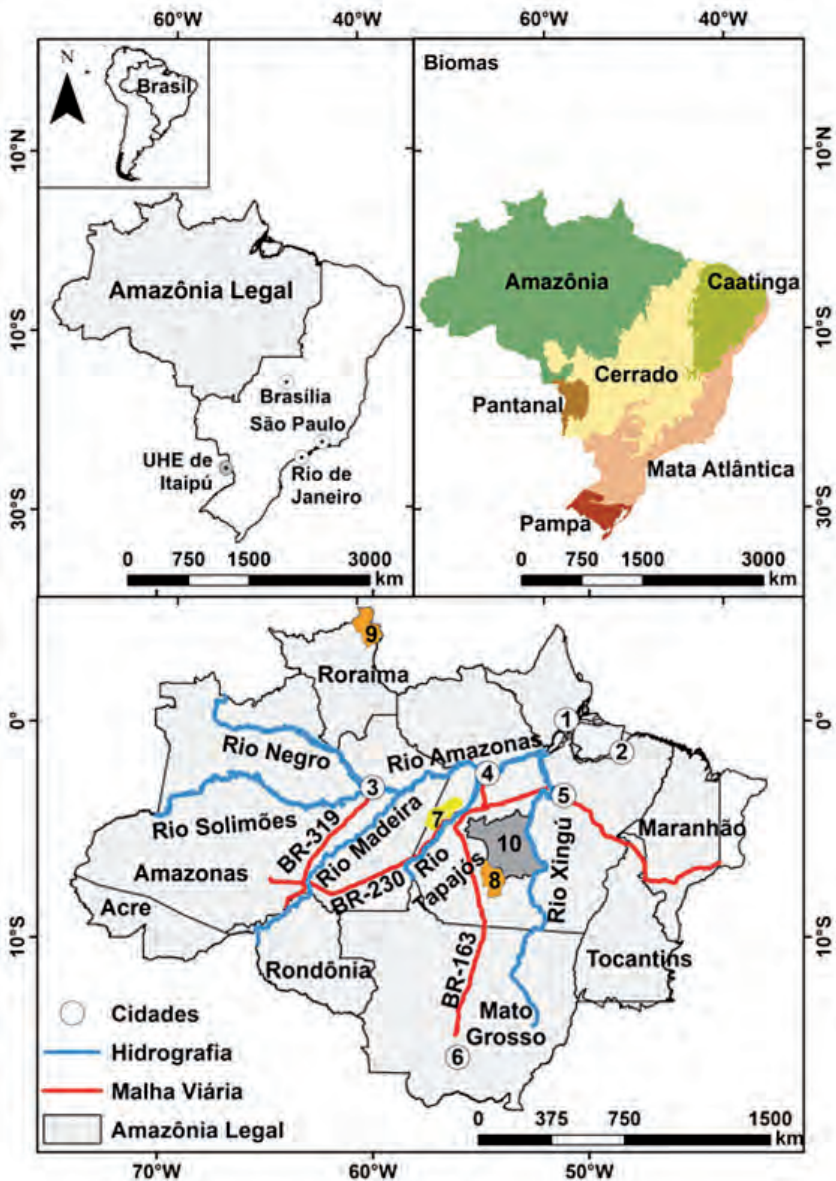 60°W
40°W
60°W
40°W
N
Brasil
Biomas
10°N
10°N
Amazônia Legal
Amazônia
Caatinga
10°S
10°S
Brasília
São Paulo
Cerrado
Pantanal
UHE de
Itaipú
Rio de
Janeiro
Mata Atlântica
30°S
30°S
Pampa
0
750
1500
3000
km
0
750
1500
3000
km
9
Roraima
0°
0°
1
2
Rio Negro
Rio Amazonas
3
4
5
Rio Solimões
BR-319
Rio Madeira
7
10
Maranhão
Amazonas
BR-230
Rio
Tapajós
8
Rio Xingú
Acre
10°S
10°S
Rondônia
BR-163
Tocantins
Mato
Grosso
6
Cidades
Hidrografia
Malha Viária
Amazônia Legal
0
375
750
1500
km
70°W
60°W
50°W